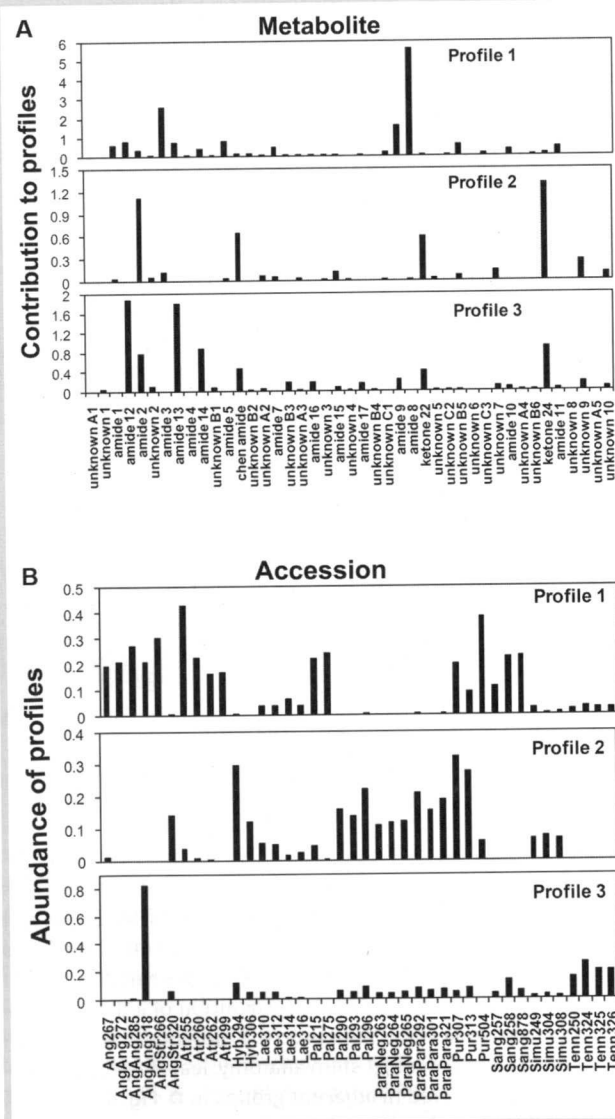 A
Metabolite
Contribution to profiles
Profile 1
6
5
4
3
2
1
0
Profile 2
1.5
1.2
0.9
0.6
0.3
0
Profile 3
2
1.6
1.2
0.8
0.4
0
unknown A1
unknown 1
amide 1
amide 12
amide 2
unknown 2
amide 3
amide 13
amide 4
amide 14
unknown B1
amide 5
chen amide
unknown B2
unknown A2
amide 7
unknown B3
unknown A3
amide 16
unknown 3
amide 15
unknown 4
amide 17
unknown B4
unknown C1
amide 9
amide 8
ketone 22
unknown 5
unknown C2
unknown B5
unknown 6
unknown C3
unknown 7
amide 10
unknown A4
unknown B6
ketone 24
amide 11
unknown 8
unknown 9
unknown A5
unknown 10
B
Accession
Abundance of profiles
Profile 1
0.5
0.4
0.3
0.2
0.1
0
Profile 2
0.4
0.3
0.2
0.1
0
Profile 3
0.8
0.6
0.4
0.2
0
Ang267
AngAng272
AngAng285
AngAng318
AngStr266
AngStr320
Atr255
Atr260
Atr262
Atr299
Hyb294
Hyb306
Lae310
Lae312
Lae314
Lae316
Pal215
Pal275
Pal290
Pal293
Pal296
ParaNeg263
ParaNeg264
ParaNeg265
ParaPara292
ParaPara301
ParaPara321
Pur307
Pur313
Pur504
Sang257
Sang258
Sang878
Simu249
Simu304
Simu308
Tenn250
Tenn324
Tenn325
Tenn326